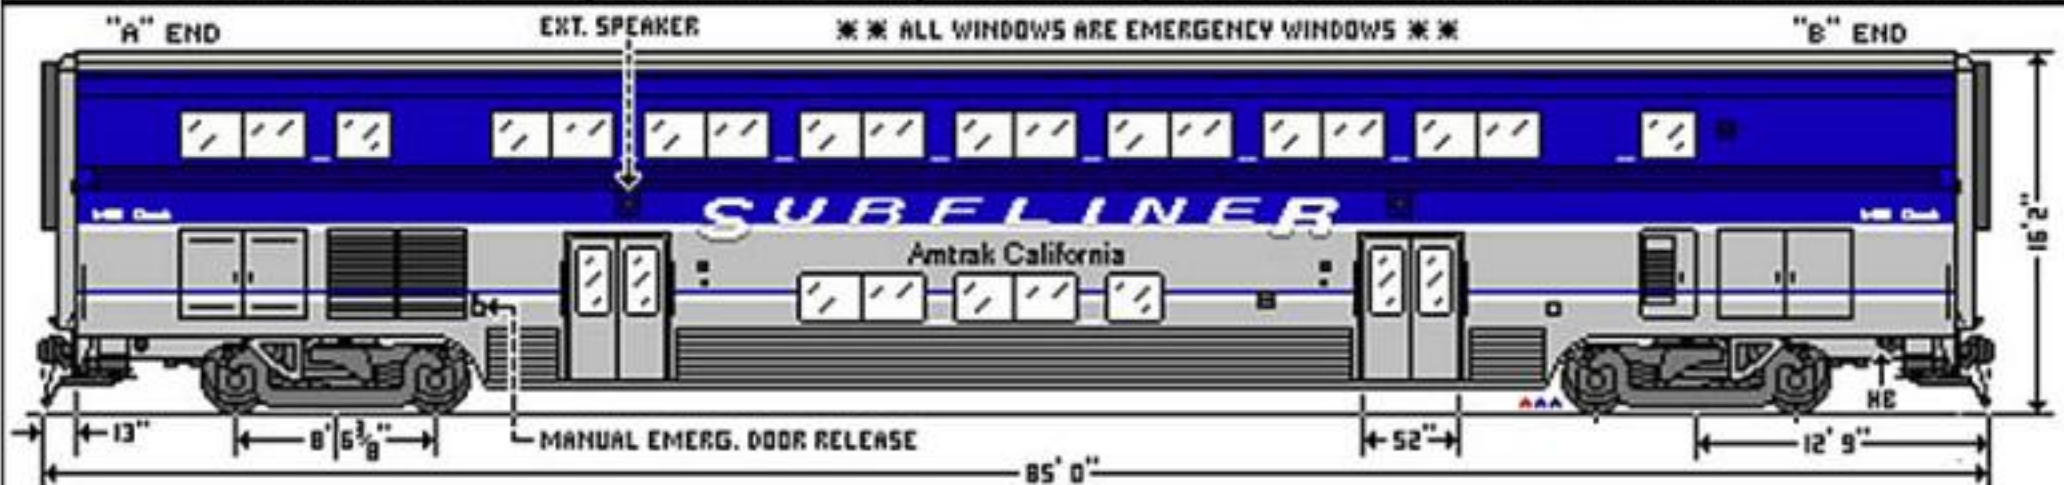 "A" END
EXT. SPEAKER
※ ※ ALL WINDOWS ARE EMERGENCY WINDOWS ※ ※
"B" END
SURFLINER
Amtrak California
16' 2"
HB
13"
8' 6 3/8"
MANUAL EMERG. DOOR RELEASE
52"
12' 9"
85' 0"